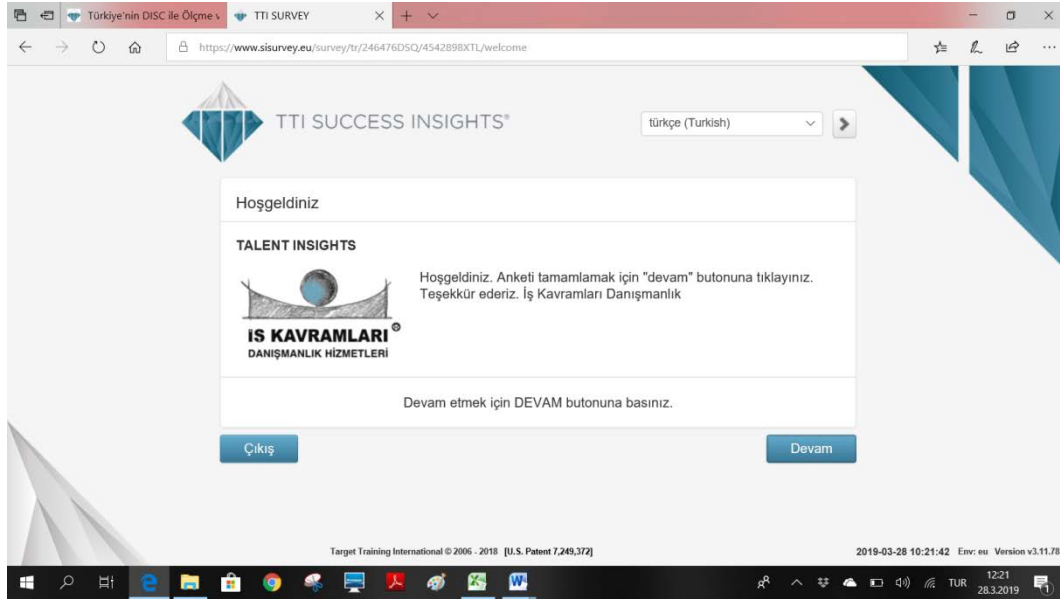 Türkiye'nin DISC ile Ölçme v
TTI SURVEY
https://www.sisurvey.eu/survey/tr/246476DSQ/4542898XTL/welcome
TTI SUCCESS INSIGHTS®
türkçe (Turkish)
Hoşgeldiniz
TALENT INSIGHTS
Hoşgeldiniz. Anketi tamamlamak için "devam" butonuna tıklayınız.
Teşekkür ederiz. İş Kavramları Danışmanlık
İS KAVRAMLARI®
DANIŞMANLIK HİZMETLERİ
Devam etmek için DEVAM butonuna basınız.
Çıkış
Devam
Target Training International © 2006 - 2018 [U.S. Patent 7,249,372]
2019-03-28 10:21:42 Env: eu Version v3.11.78
TUR
12:21
28.3.2019